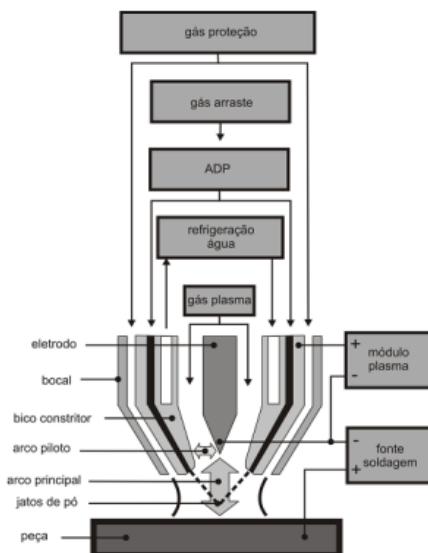 gás proteção
gás arraste
ADP
refrigeração
água
gás plasma
eletrodo
bocal
bico constritor
arco piloto
arco principal
jatos de pó
peça
+
módulo
plasma
-
-
fonte
soldagem
+